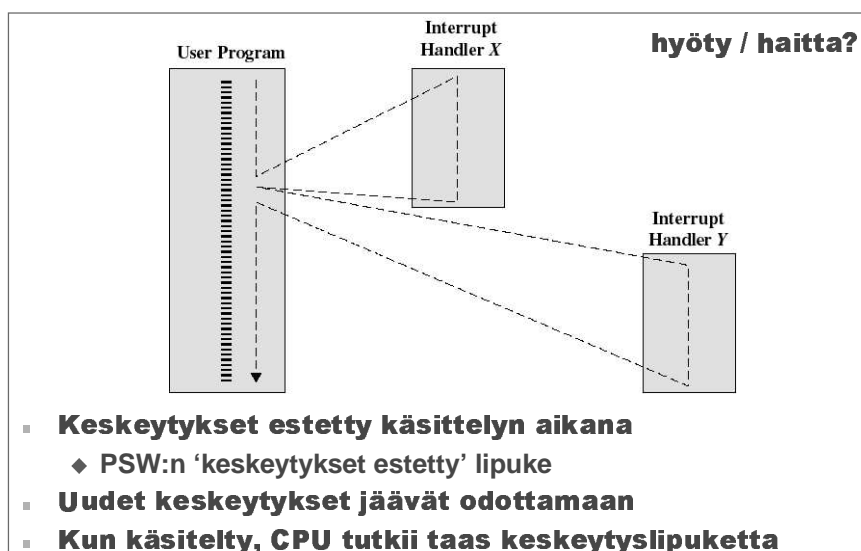 hyöty / haitta?
User Program
Interrupt
Handler X
Interrupt
Handler Y
Keskeytykset estetty käsittelyn aikana
PSW:n ‘keskeytykset estetty’ lipuke
Uudet keskeytykset jäävät odottamaan
Kun käsitelty, CPU tutkii taas keskeytyslipuketta